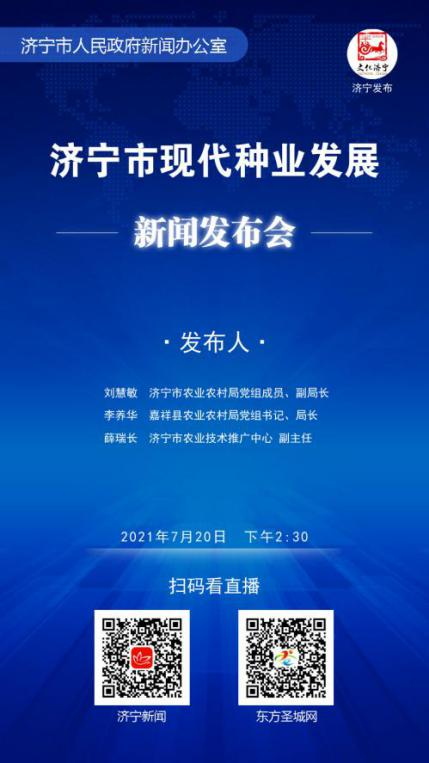 济宁市人民政府新闻办公室
文化济宁
济宁发布
济宁市现代种业发展
新闻发布会
·发布人·
刘慧敏 济宁市农业农村局党组成员、副局长
李养华 嘉祥县农业农村局党组书记、局长
薛瑞长 济宁市农业技术推广中心 副主任
2021年7月20日 下午2:30
扫码看直播
济宁新闻 东方圣城网